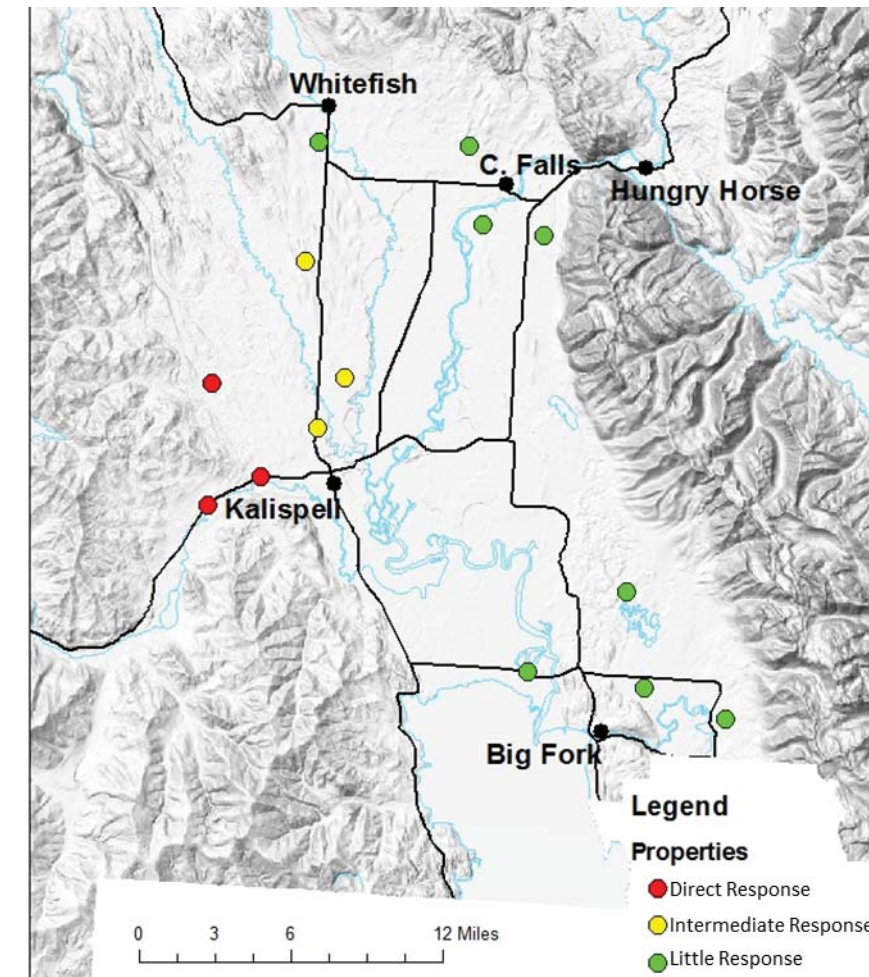 Whitefish
C. Falls
Hungry Horse
Kalispell
Big Fork
Legend
Properties
Direct Response
Intermediate Response
Little Response
0 3 6 12 Miles